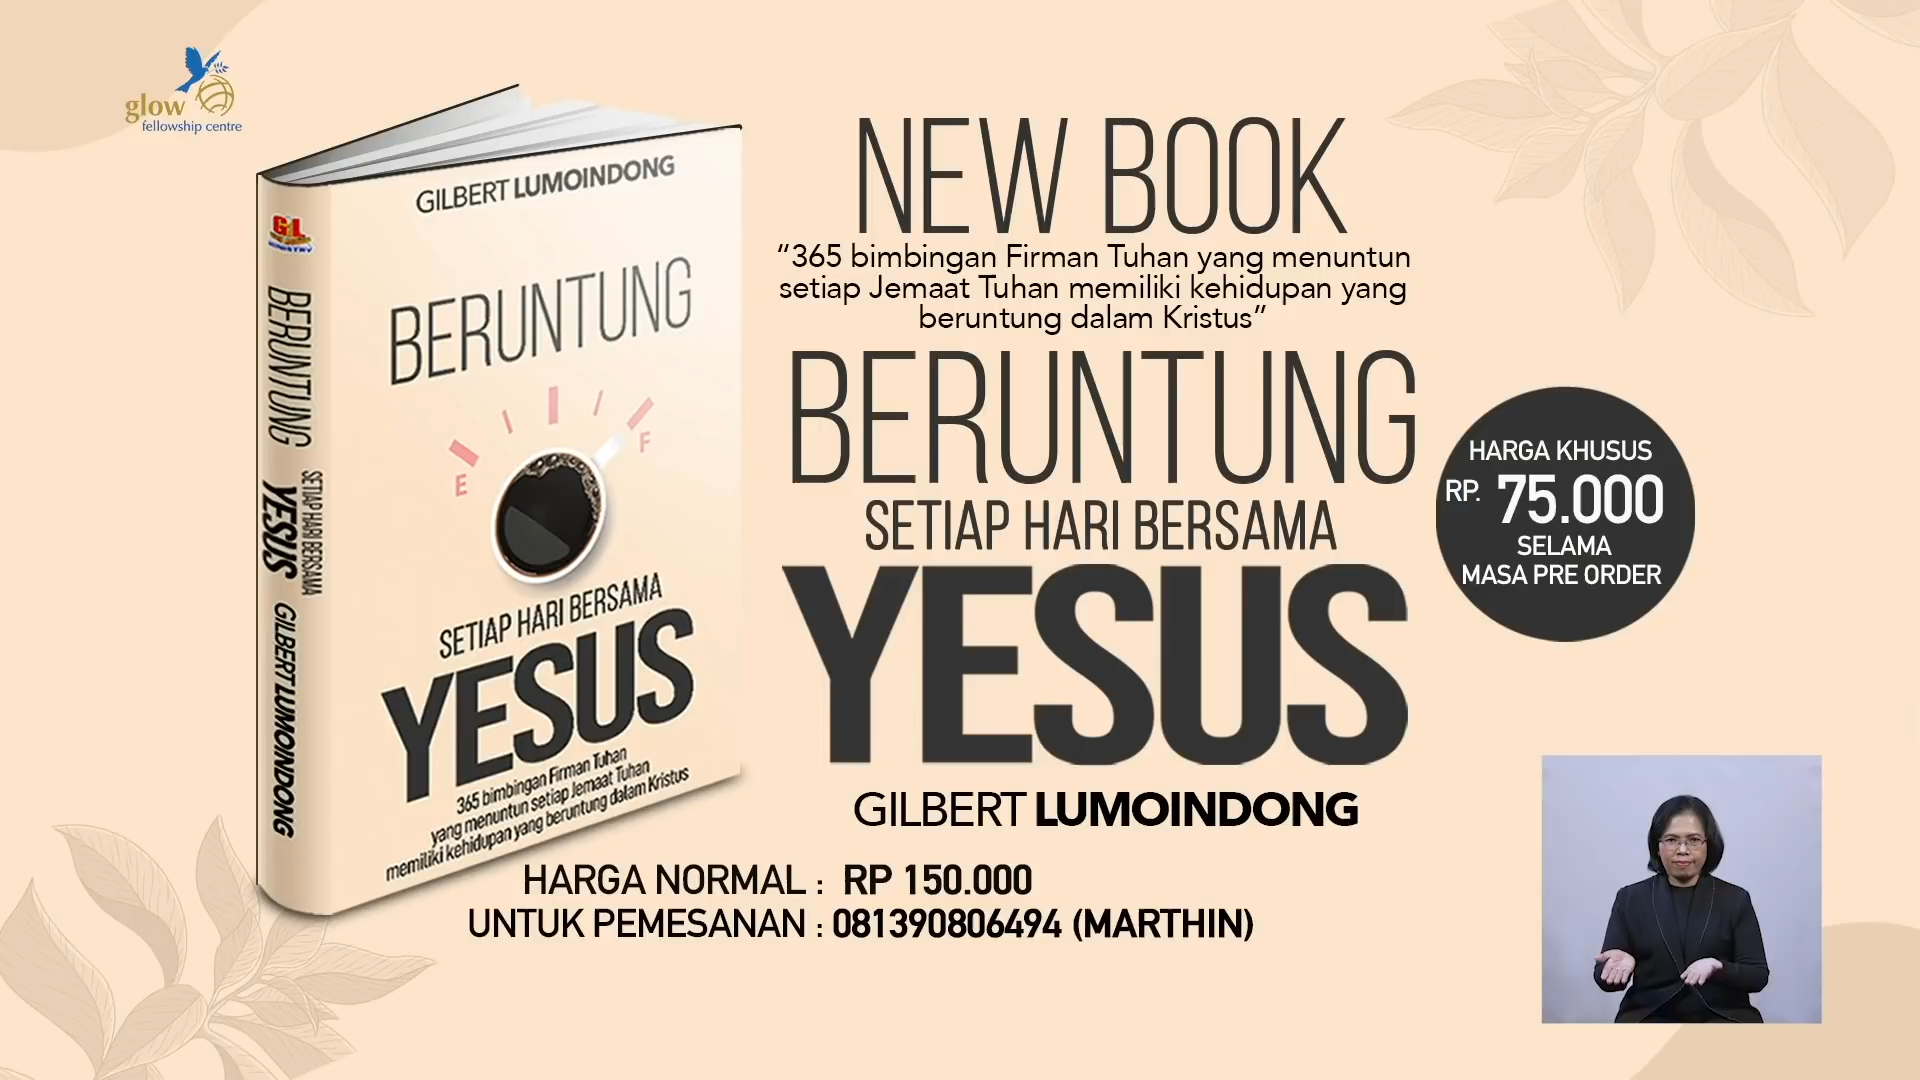 glow
fellowship centre
GILBERT LUMOINDONG
BERUNTUNG
E
F
SETIAP HARI BERSAMA
YESUS
365 bimbingan Firman Tuhan
yang menuntun setiap Jemaat Tuhan
memiliki kehidupan yang beruntung dalam Kristus
GL
MINISTRY
BERUNTUNG
SETIAP HARI BERSAMA
YESUS
GILBERT LUMOINDONG
NEW BOOK
“365 bimbingan Firman Tuhan yang menuntun
setiap Jemaat Tuhan memiliki kehidupan yang
beruntung dalam Kristus”
BERUNTUNG
SETIAP HARI BERSAMA
YESUS
GILBERT LUMOINDONG
HARGA KHUSUS
RP. 75.000
SELAMA
MASA PRE ORDER
HARGA NORMAL : RP 150.000
UNTUK PEMESANAN : 081390806494 (MARTHIN)